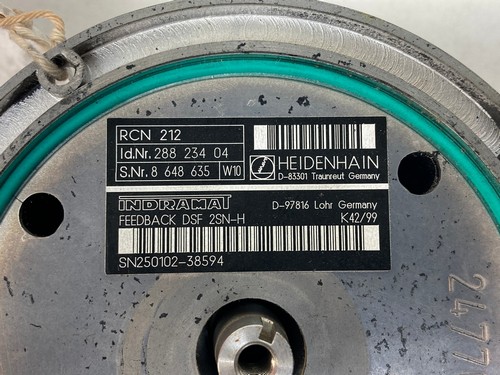 RCN 212
Id.Nr. 288 234 04
S.Nr. 8 648 635 W10
HEIDENHAIN
D-83301 Traunreut Germany
INDRAMAT D-97816 Lohr Germany
FEEDBACK DSF 2SN-H K42/99
SN250102-38594
2477